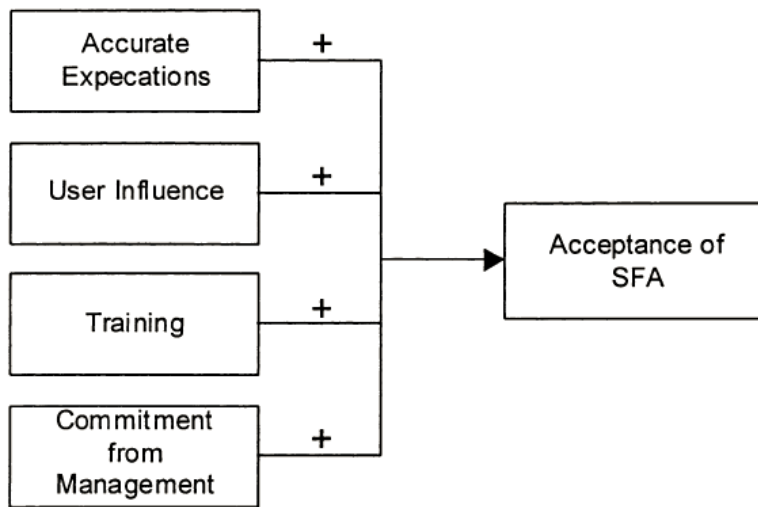 Accurate
Expecations
+
User Influence
+
Training
+
Commitment
from
Management
+
Acceptance of
SFA